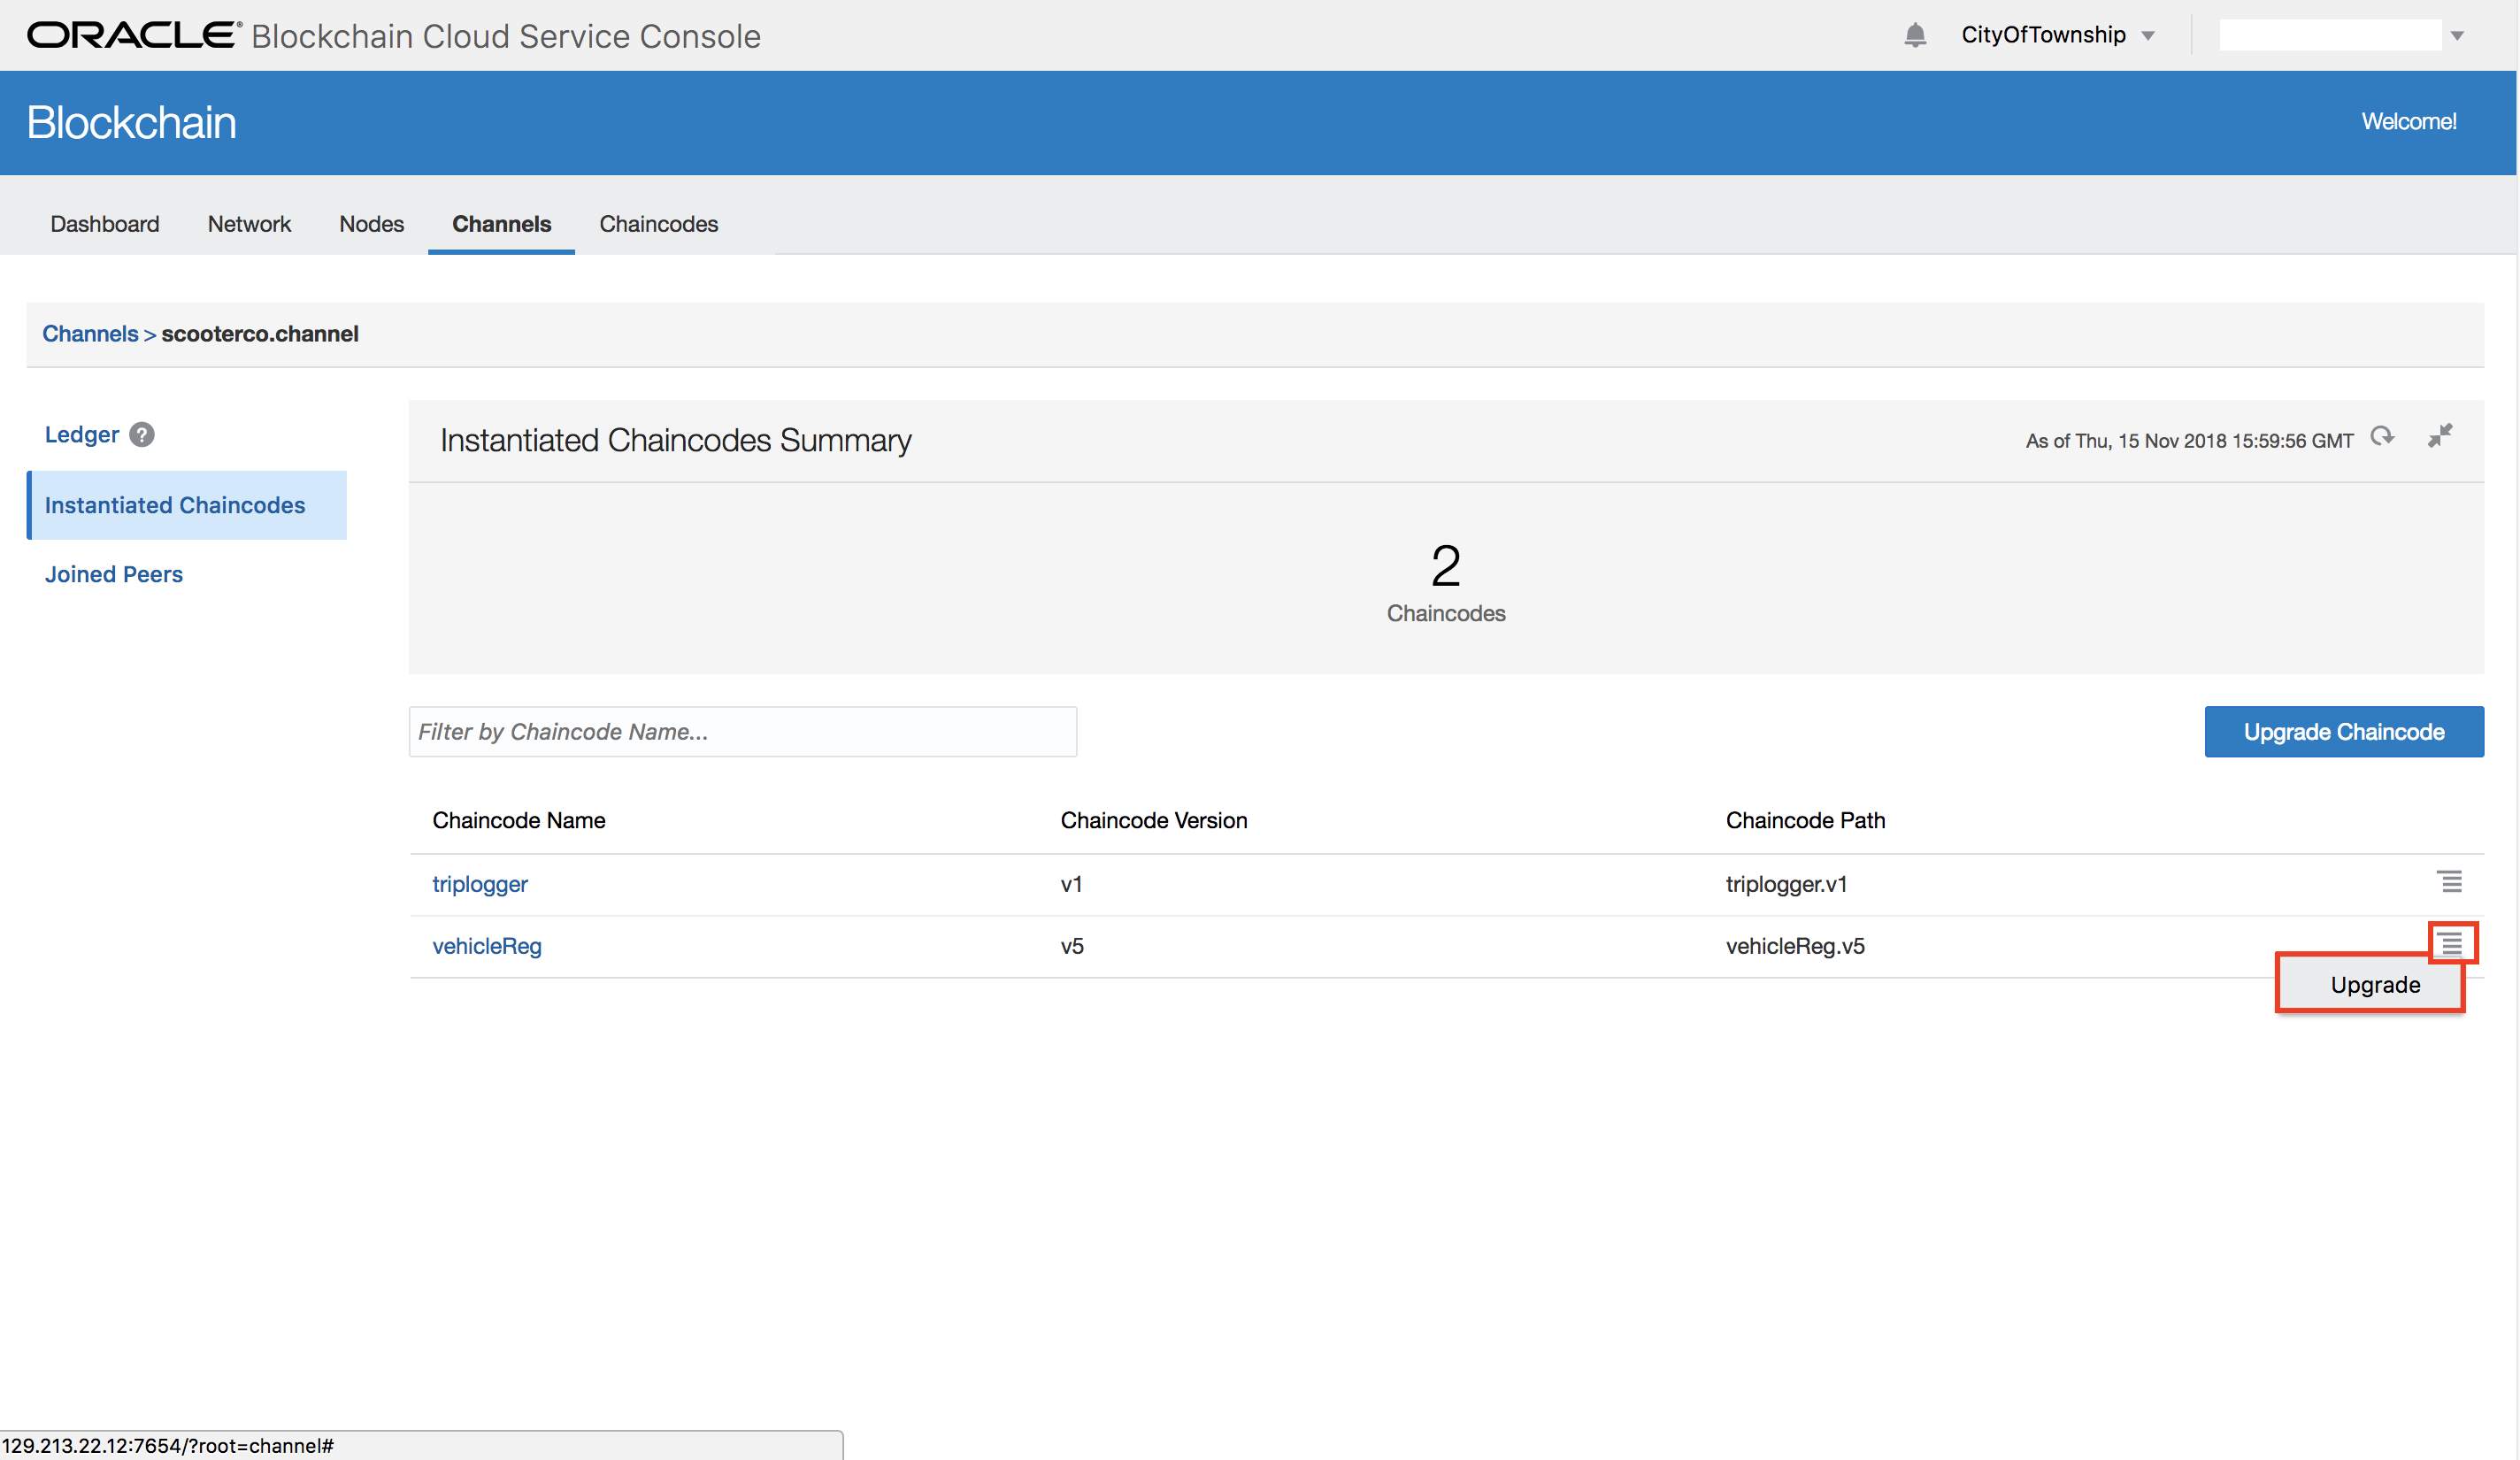 ORACLE® Blockchain Cloud Service Console
CityOfTownship
Blockchain
Welcome!
Dashboard Network Nodes Channels Chaincodes
Channels > scooterco.channel
Ledger ?
Instantiated Chaincodes
Joined Peers
Instantiated Chaincodes Summary
As of Thu, 15 Nov 2018 15:59:56 GMT
2
Chaincodes
Filter by Chaincode Name...
Upgrade Chaincode
Chaincode Name Chaincode Version Chaincode Path
triplogger v1 triplogger.v1
vehicleReg v5 vehicleReg.v5
Upgrade
129.213.22.12:7654/?root=channel#